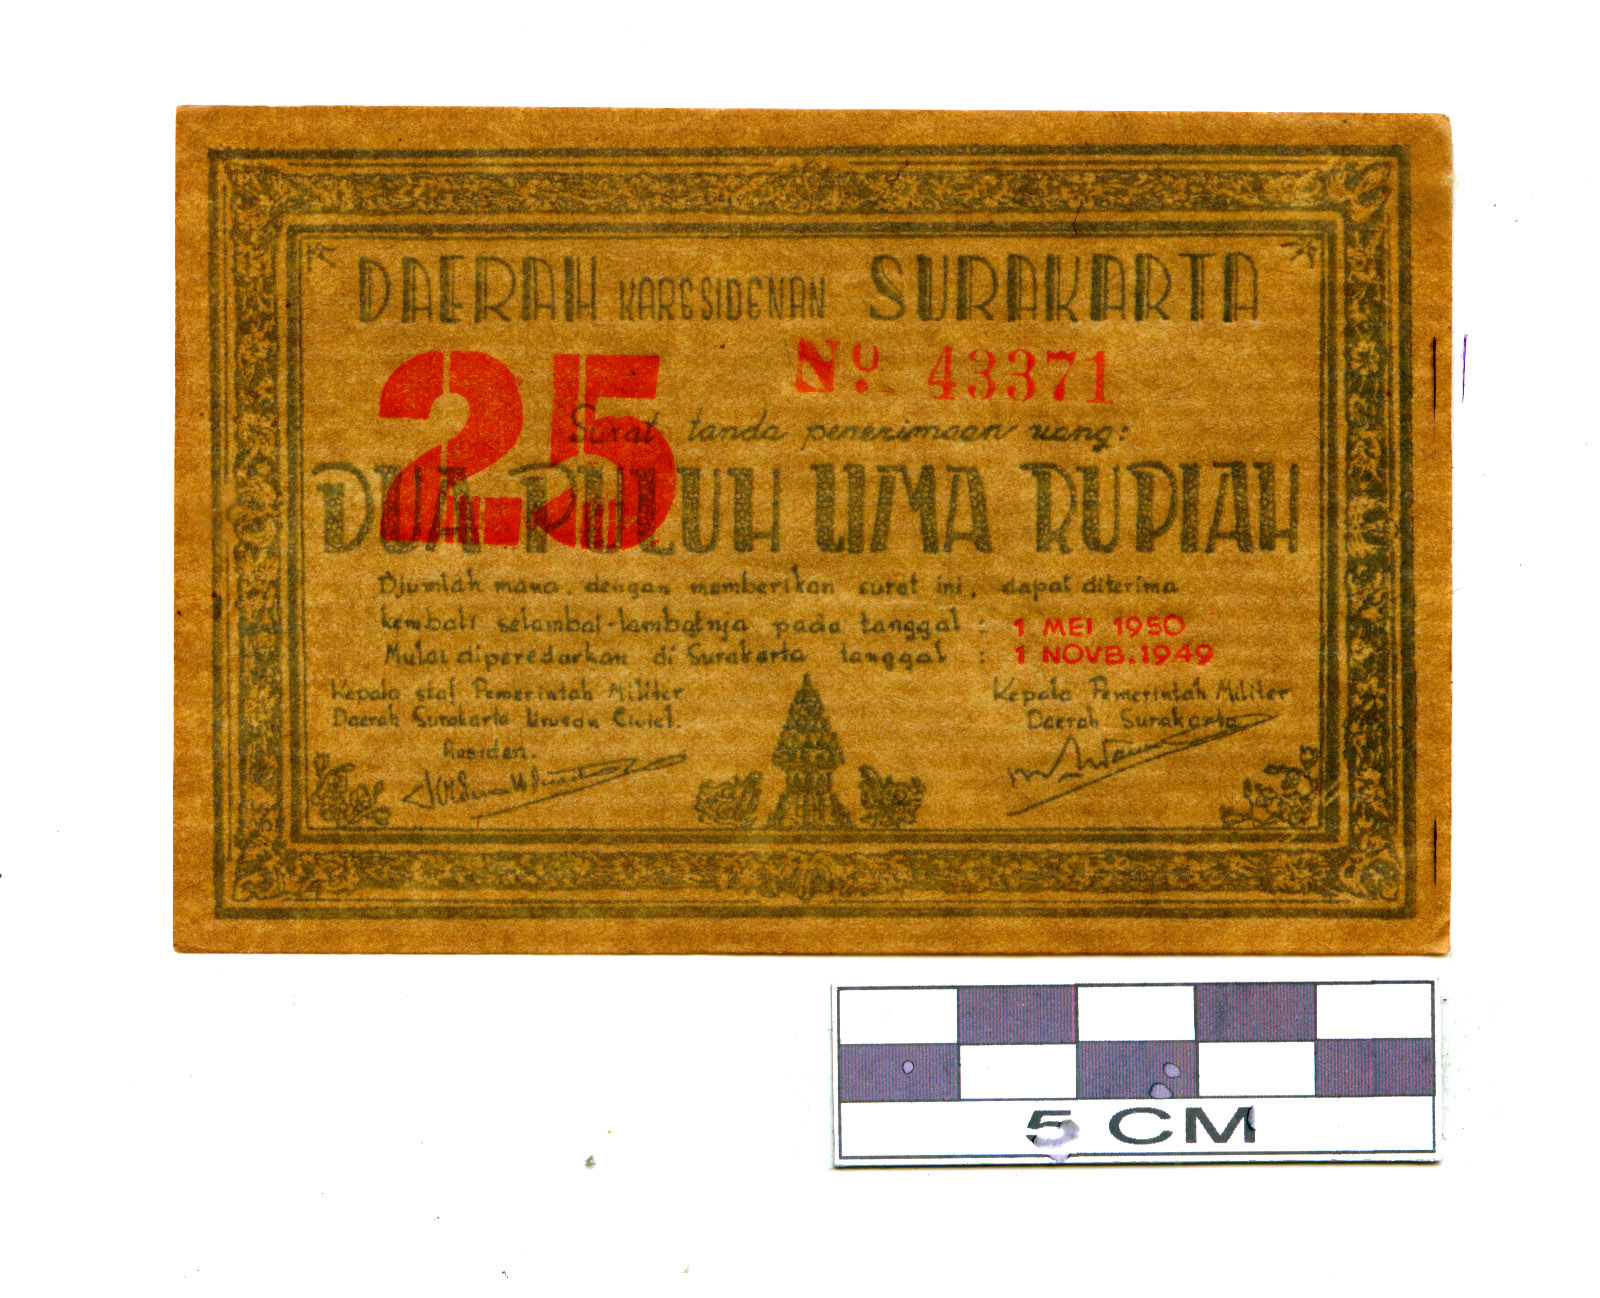 DAERAH KARESIDENAN SURAKARTA
25
No. 43371
Surat tanda penerimaan uang:
DUA PULUH LIMA RUPIAH
Djumlah mana, dengan memberikan surat ini, dapat diterima
kembali selambat-lambatnja pada tanggal : 1 MEI 1950
Mulai diperedarkan di Surakarta tanggal : 1 NOVB.1949
Kepala staf Pemerintah Militer
Daerah Surakarta Urusan Civiel.
Residen.
Kepala Pemerintah Militer
Daerah Surakarta
5 CM